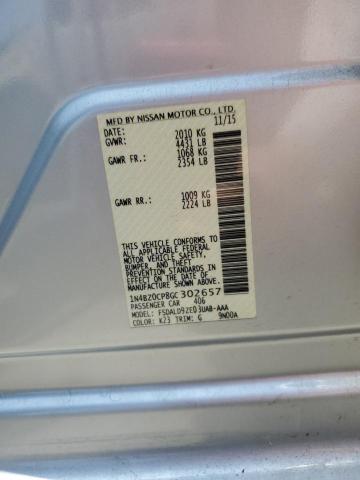 MFD BY NISSAN MOTOR CO., LTD.
DATE: 11/15
GVWR: 2010 KG
4431 LB
GAWR FR.: 1068 KG
2354 LB
GAWR RR.: 1009 KG
2224 LB
THIS VEHICLE CONFORMS
TO ALL APPLICABLE FEDERAL
MOTOR VEHICLE SAFETY,
BUMPER, AND THEFT
PREVENTION STANDARDS
IN EFFECT ON THE DATE OF
MANUFACTURE SHOWN ABOVE.
1N4BZ0CP8GC302657
PASSENGER CAR 406
MODEL: FSDALD9ZE03UAB-AAA
COLOR: K23 TRIM: G 9N00A